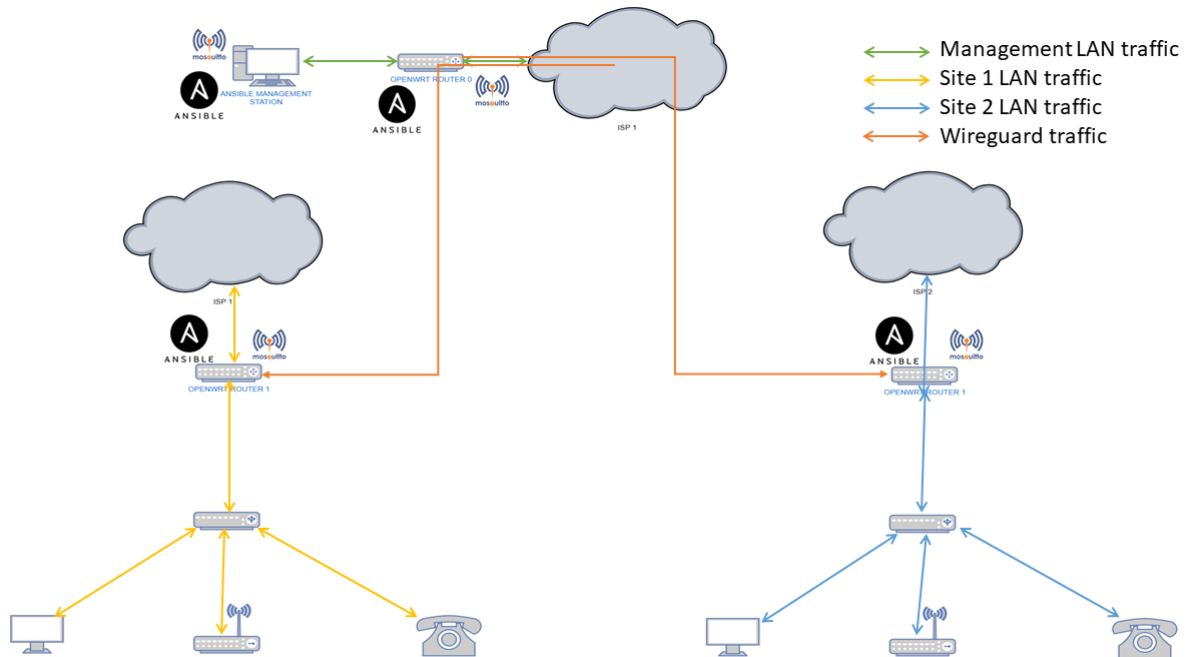 Management LAN traffic
Site 1 LAN traffic
Site 2 LAN traffic
Wireguard traffic
mosquitto
ANSIBLE MANAGEMENT
STATION
ANSIBLE
OPENWRT ROUTER 0
mosquitto
ANSIBLE
ISP 1
ISP 1
ANSIBLE
mosquitto
OPENWRT ROUTER 1
ISP 2
ANSIBLE
mosquitto
OPENWRT ROUTER 1